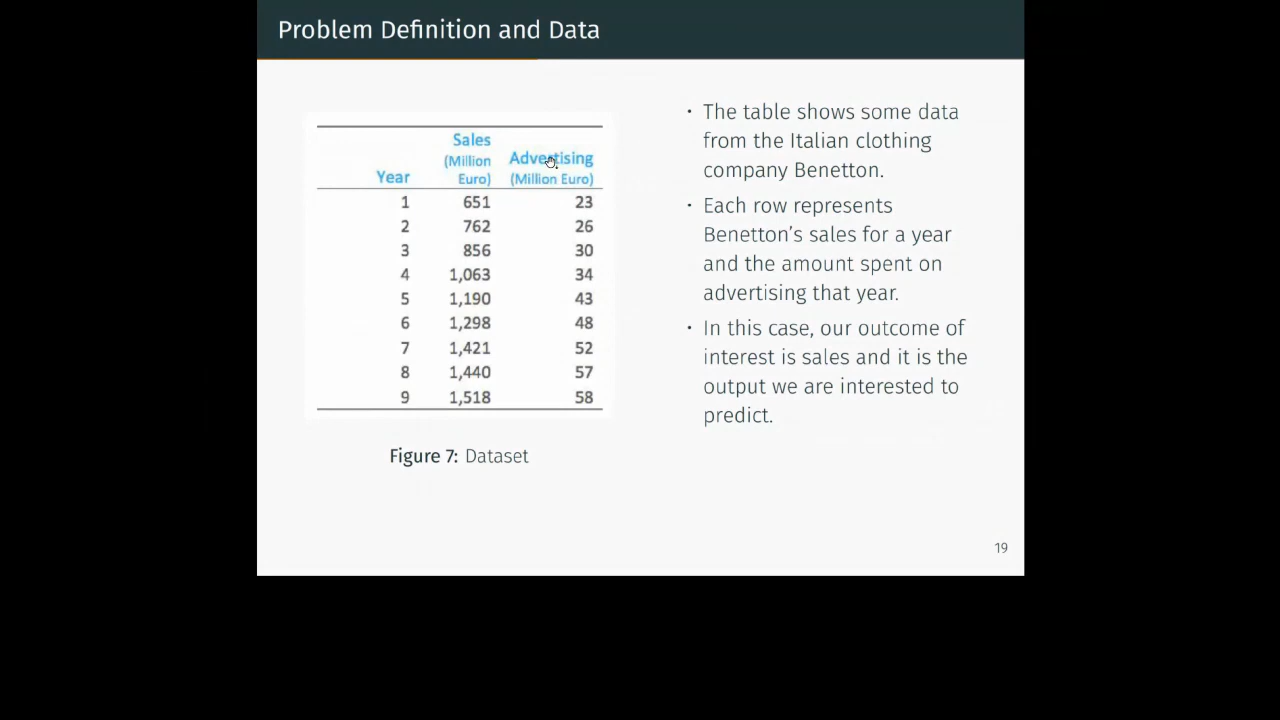 Problem Definition and Data
Sales
(Million
Euro)
Advertising
(Million Euro)
Year
1 651 23
2 762 26
3 856 30
4 1,063 34
5 1,190 43
6 1,298 48
7 1,421 52
8 1,440 57
9 1,518 58
Figure 7: Dataset
· The table shows some data
from the Italian clothing
company Benetton.
· Each row represents
Benetton's sales for a year
and the amount spent on
advertising that year.
· In this case, our outcome of
interest is sales and it is the
output we are interested to
predict.
19